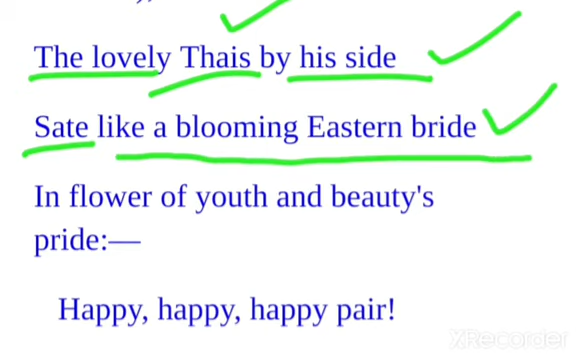 The lovely Thais by his side
Sate like a blooming Eastern bride
In flower of youth and beauty's
pride:—
Happy, happy, happy pair!
XRecorder